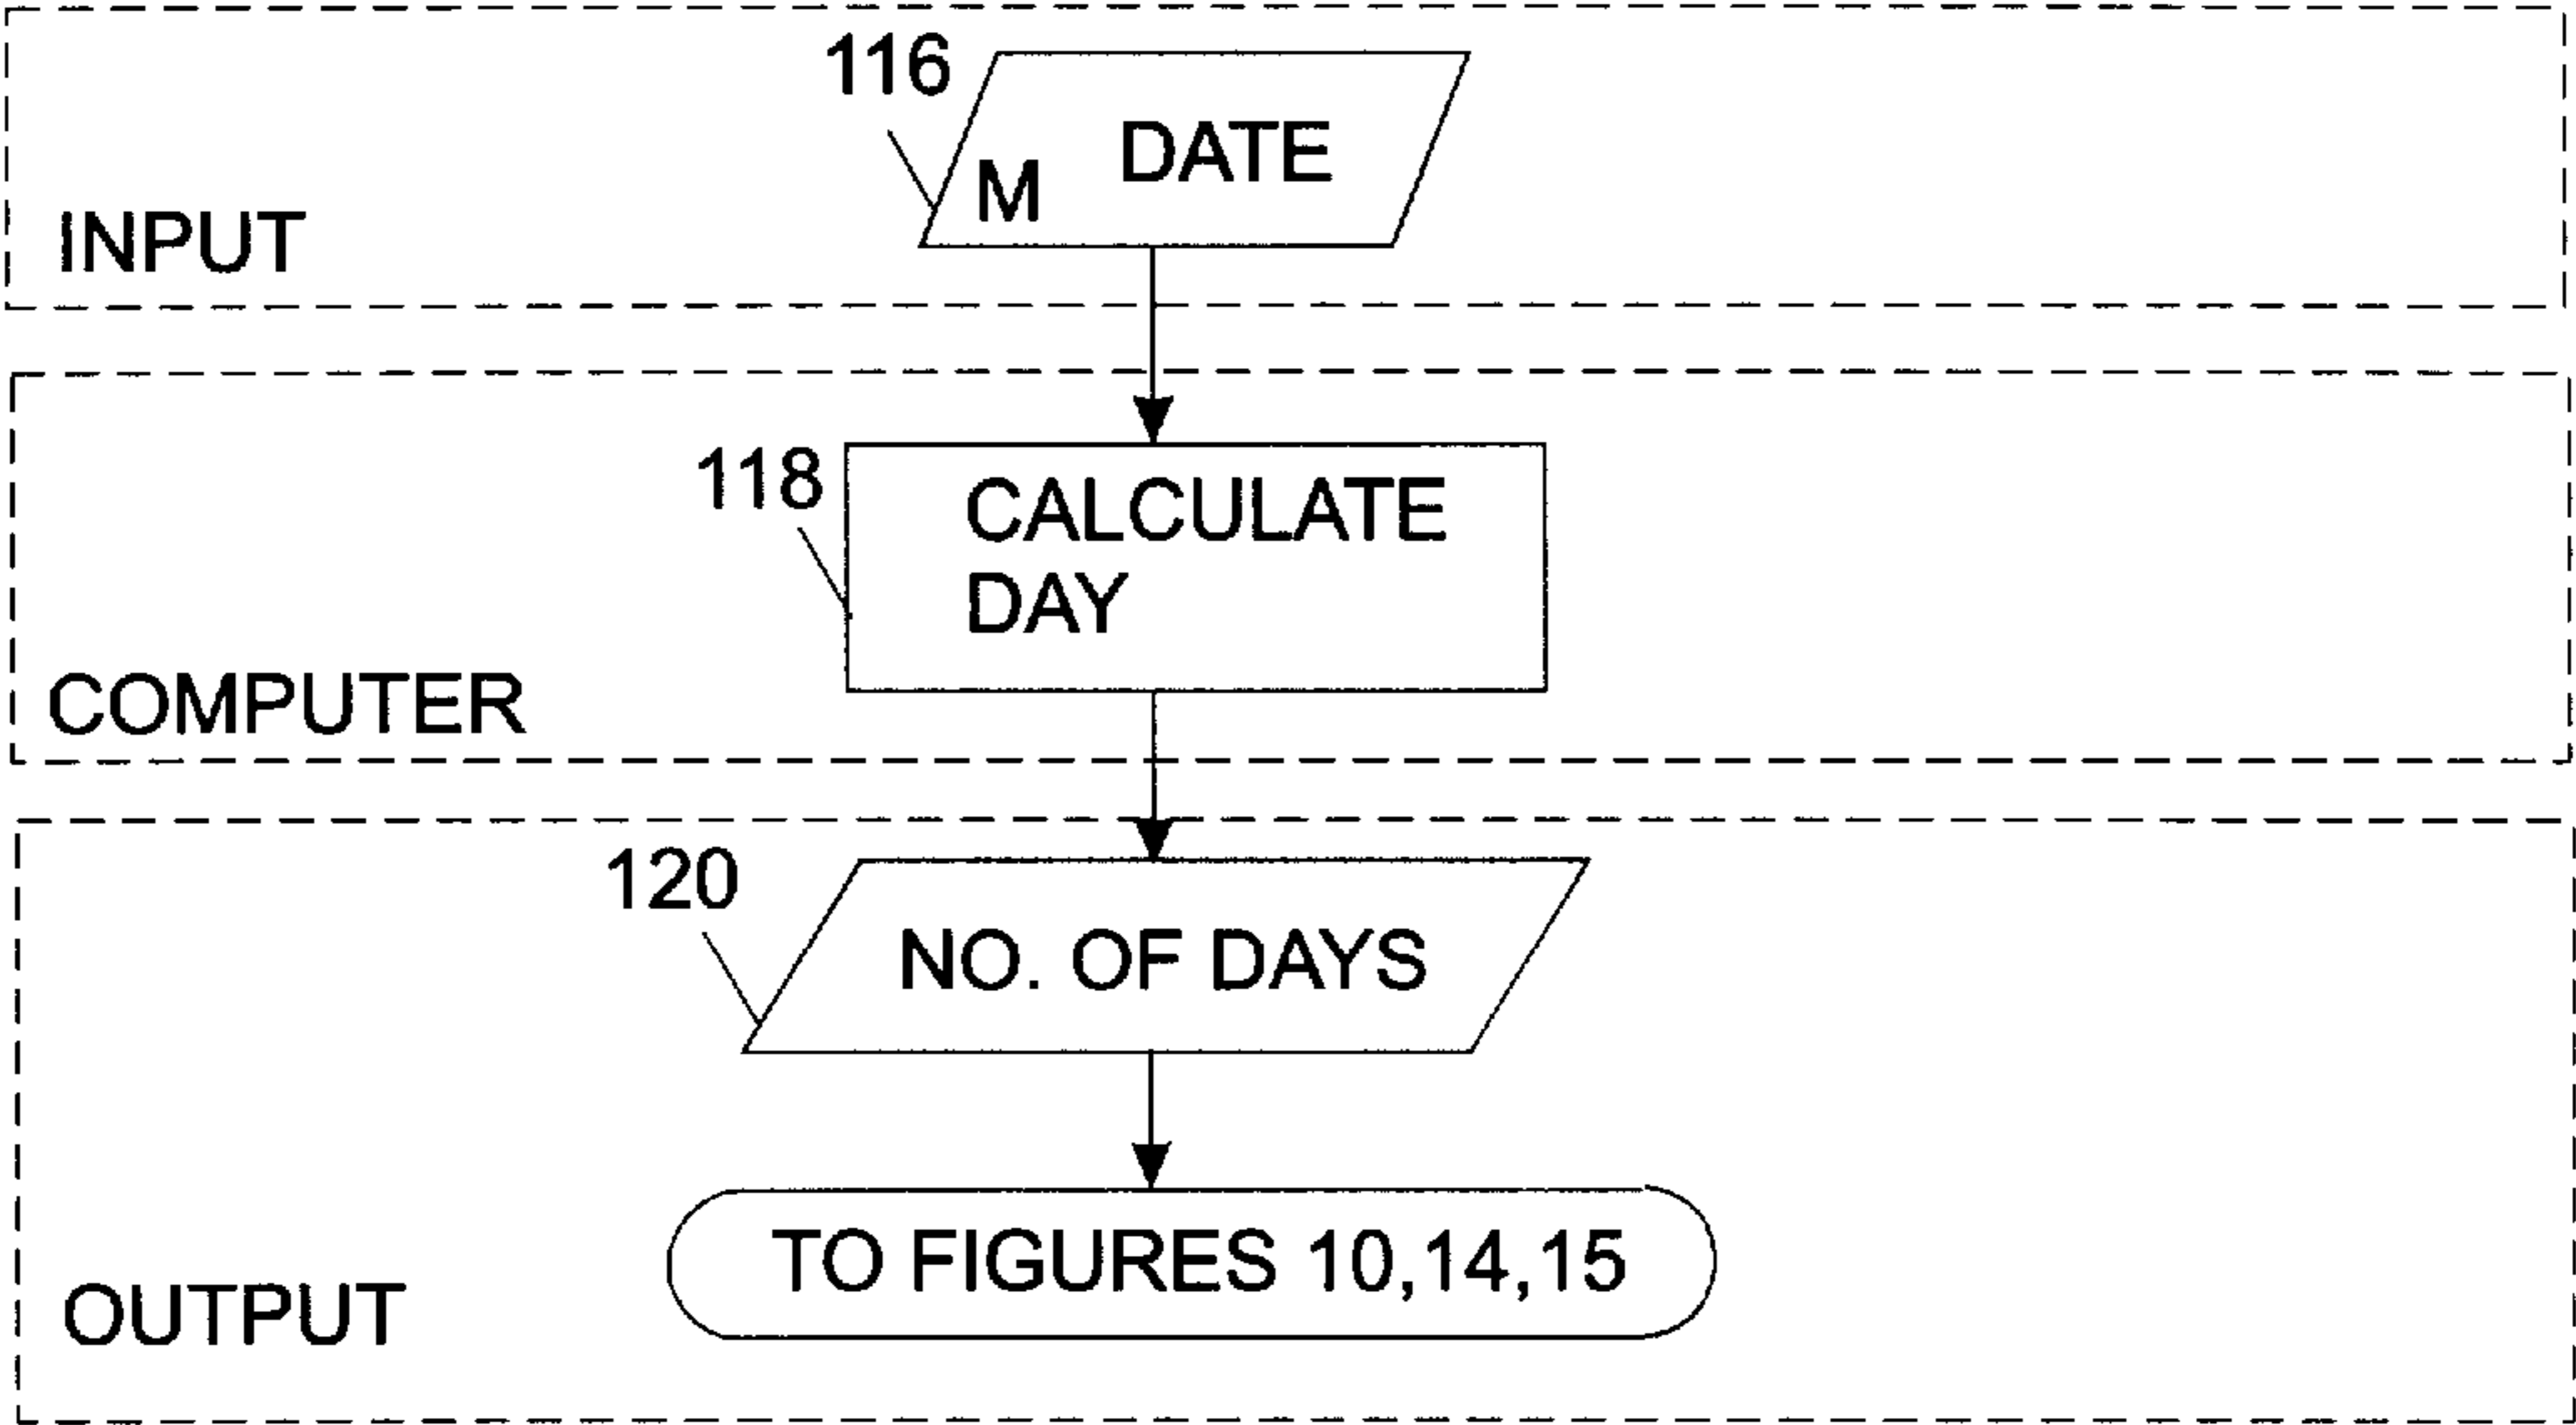 116
DATE
M
INPUT
118
CALCULATE
DAY
COMPUTER
120
NO. OF DAYS
TO FIGURES 10,14,15
OUTPUT